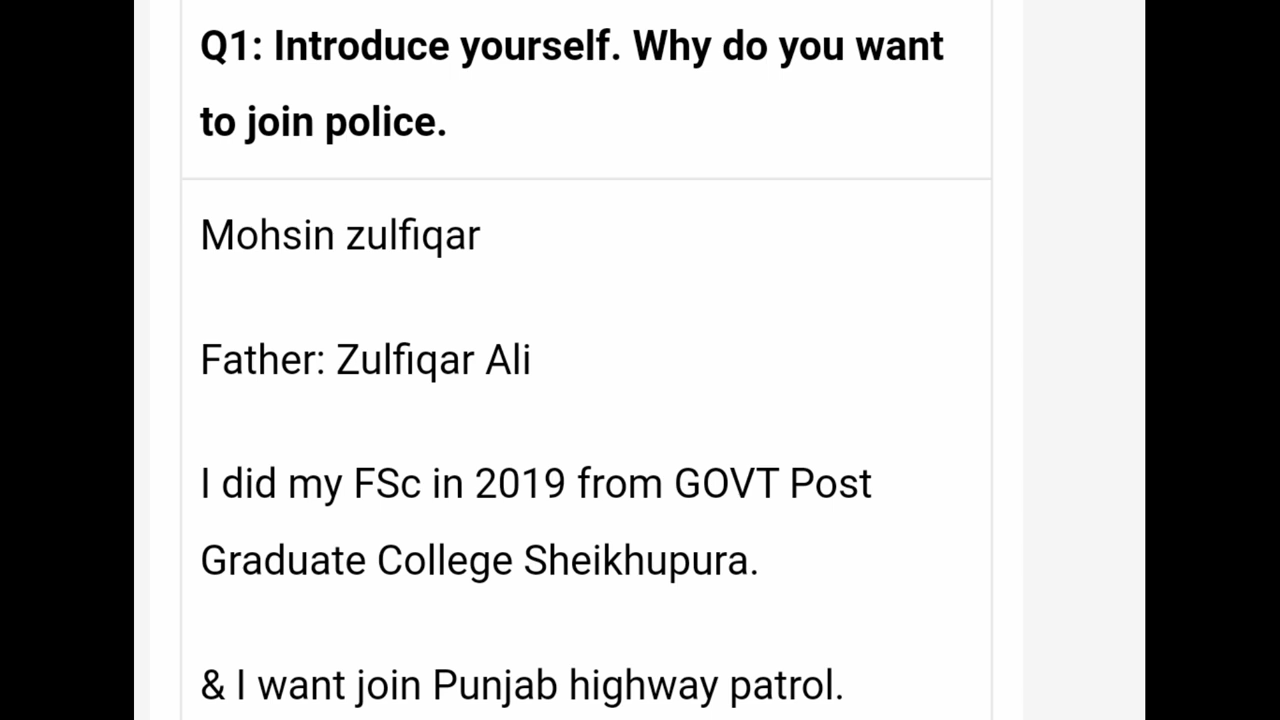 Q1: Introduce yourself. Why do you want
to join police.
Mohsin zulfiqar
Father: Zulfiqar Ali
I did my FSc in 2019 from GOVT Post
Graduate College Sheikhupura.
& I want join Punjab highway patrol.